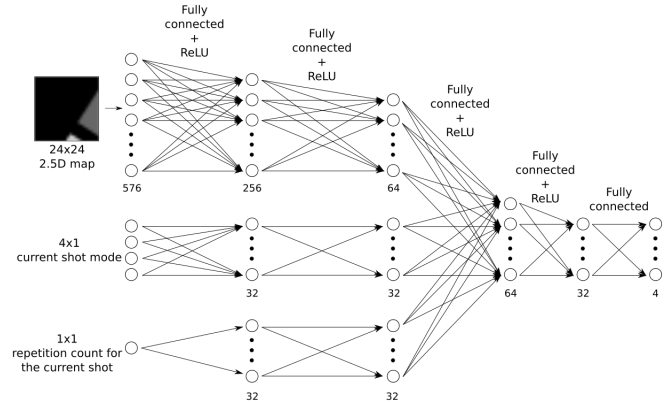 Fully
connected
+
ReLU
Fully
connected
+
ReLU
Fully
connected
+
ReLU
Fully
connected
+
ReLU
Fully
connected
24x24
2.5D map
576
256
64
4x1
current shot mode
32
32
64
32
4
1x1
repetition count for
the current shot
32
32